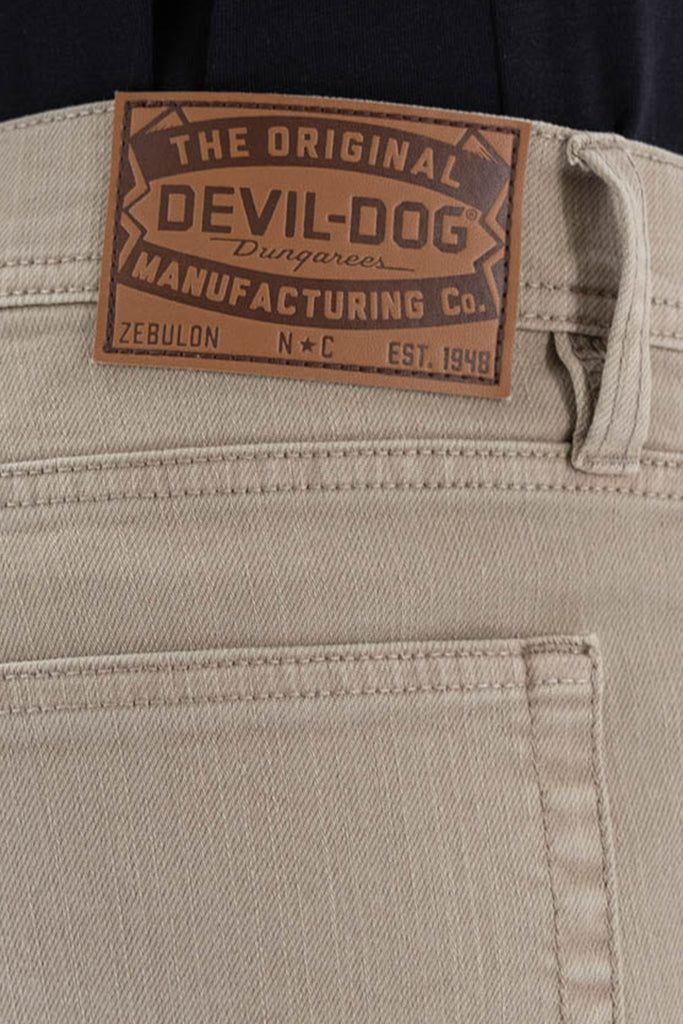 THE ORIGINAL
DEVIL-DOG®
Dungarees
MANUFACTURING Co.
ZEBULON N★C EST. 1948